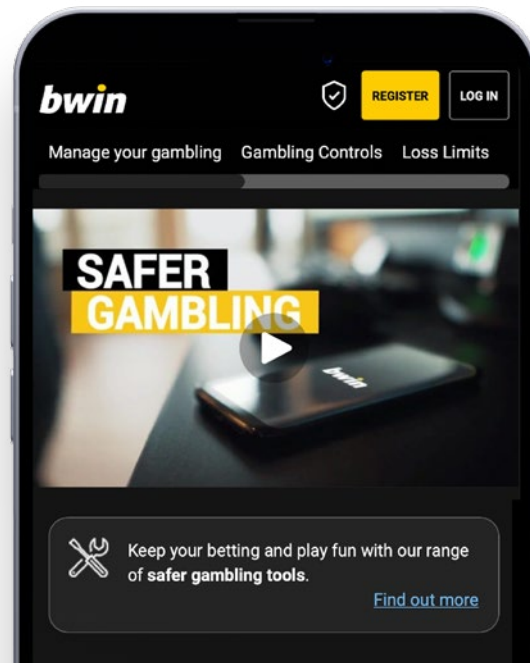 bwin
REGISTER
LOG IN
Manage your gambling Gambling Controls Loss Limits
SAFER
GAMBLING
bwin
Keep your betting and play fun with our range
of safer gambling tools.
Find out more